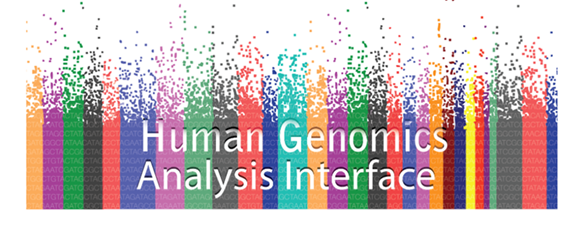 Human Genomics
Analysis Interface